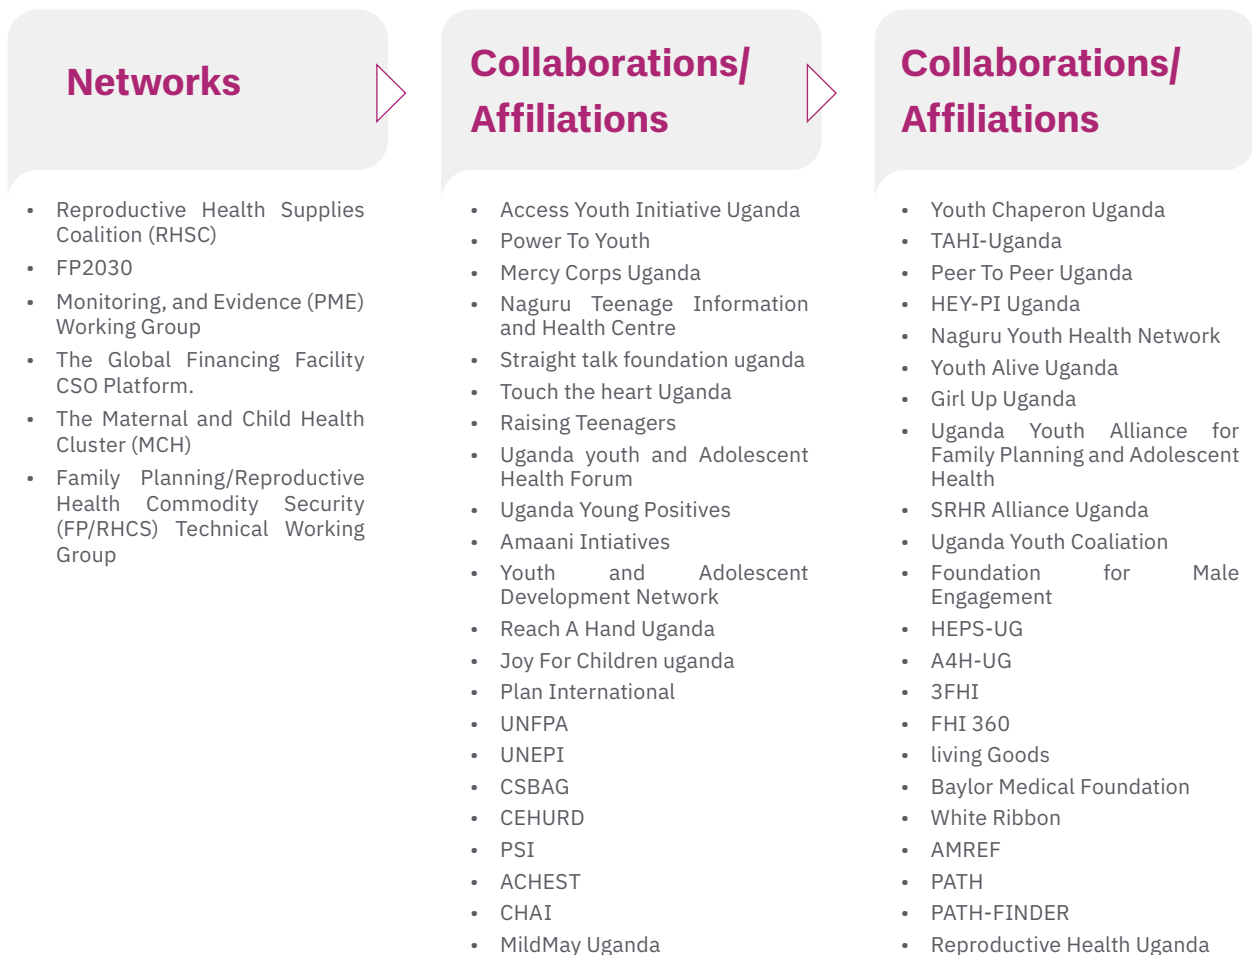 Networks
• Reproductive Health Supplies
Coalition (RHSC)
• FP2030
• Monitoring, and Evidence (PME)
Working Group
• The Global Financing Facility
CSO Platform.
• The Maternal and Child Health
Cluster (MCH)
• Family Planning/Reproductive
Health Commodity Security
(FP/RHCS) Technical Working
Group
Collaborations/
Affiliations
• Access Youth Initiative Uganda
• Power To Youth
• Mercy Corps Uganda
• Naguru Teenage Information
and Health Centre
• Straight talk foundation uganda
• Touch the heart Uganda
• Raising Teenagers
• Uganda youth and Adolescent
Health Forum
• Uganda Young Positives
• Amaani Intiatives
• Youth and Adolescent
Development Network
• Reach A Hand Uganda
• Joy For Children uganda
• Plan International
• UNFPA
• UNEPI
• CSBAG
• CEHURD
• PSI
• ACHEST
• CHAI
• MildMay Uganda
Collaborations/
Affiliations
• Youth Chaperon Uganda
• TAHI-Uganda
• Peer To Peer Uganda
• HEY-PI Uganda
• Naguru Youth Health Network
• Youth Alive Uganda
• Girl Up Uganda
• Uganda Youth Alliance for
Family Planning and Adolescent
Health
• SRHR Alliance Uganda
• Uganda Youth Coaliation
• Foundation for Male
Engagement
• HEPS-UG
• A4H-UG
• 3FHI
• FHI 360
• living Goods
• Baylor Medical Foundation
• White Ribbon
• AMREF
• PATH
• PATH-FINDER
• Reproductive Health Uganda